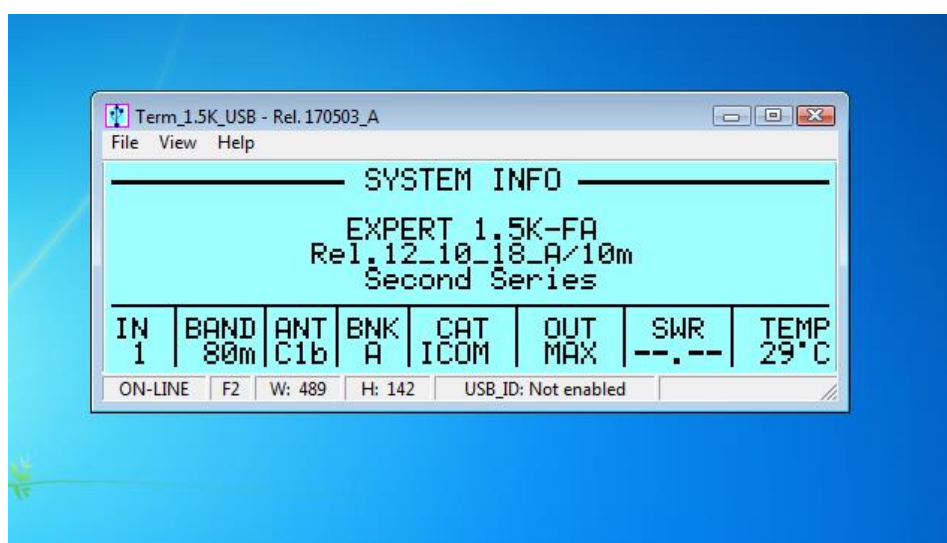 Term_1.5K_USB - Rel. 170503_A
File View Help
SYSTEM INFO
EXPERT 1.5K-FA
Rel.12_10_18_A/10m
Second Series
IN BAND ANT BNK CAT OUT SWR TEMP
1 80m C1b A ICOM MAX --.-- 29°C
ON-LINE F2 W: 489 H: 142 USB_ID: Not enabled